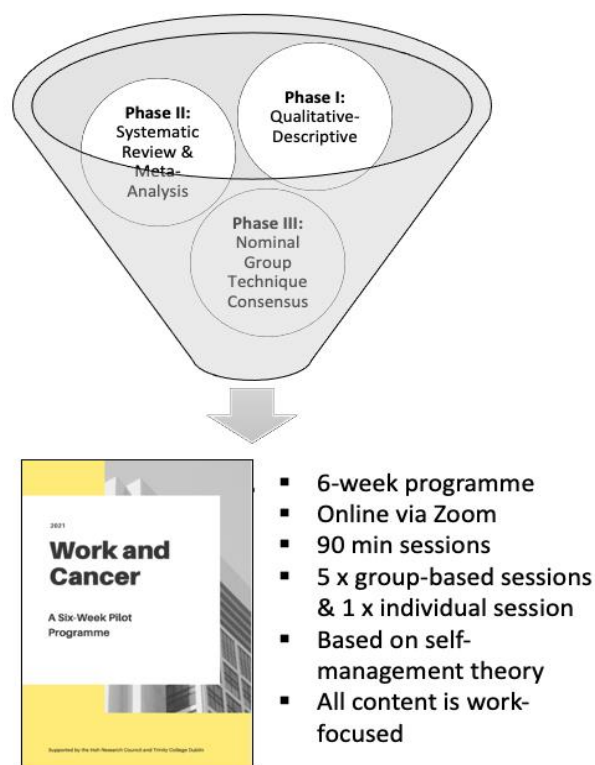 Phase II:
Systematic
Review &
Meta-
Analysis
Phase I:
Qualitative-
Descriptive
Phase III:
Nominal
Group
Technique
Consensus
2021
Work and
Cancer
A Six-Week Pilot
Programme
Supported by the Irish Research Council and Trinity College Dublin
▪ 6-week programme
▪ Online via Zoom
▪ 90 min sessions
▪ 5 x group-based sessions
& 1 x individual session
▪ Based on self-
management theory
▪ All content is work-
focused